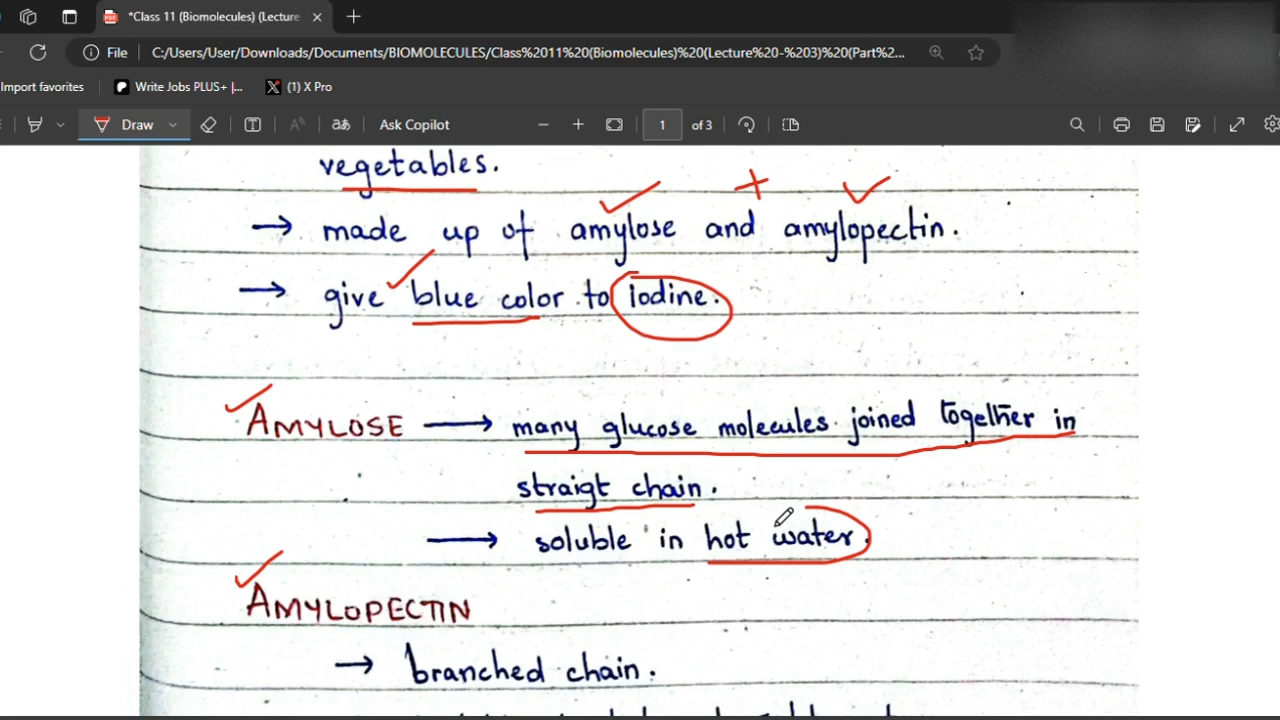 *Class 11 (Biomolecules) (Lecture
File C:/Users/User/Downloads/Documents/BIOMOLECULES/Class%2011%20(Biomolecules)%20(Lecture%20-%203)%20(Part%2...
Import favorites Write Jobs PLUS+ |... (1) X Pro
Draw Ask Copilot 1 of 3
vegetables.
→ made up of amylose and amylopectin.
→ give blue color to Iodine.
AMYLOSE → many glucose molecules joined together in
straigt chain.
→ soluble in hot water.
AMYLOPECTIN
→ branched chain.